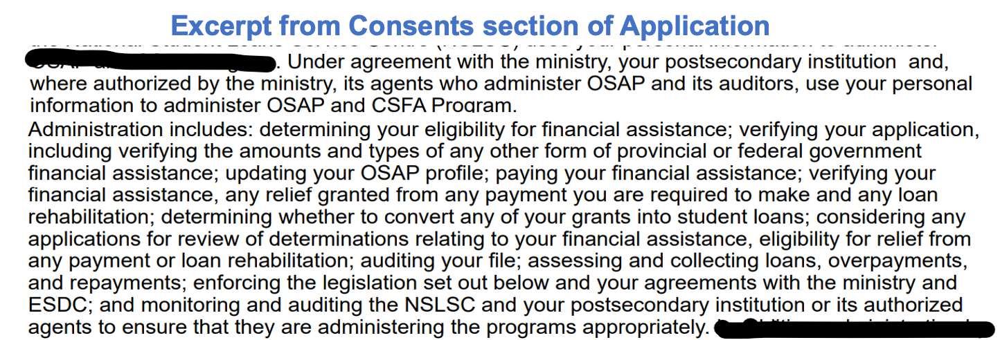 Excerpt from Consents section of Application
. Under agreement with the ministry, your postsecondary institution and,
where authorized by the ministry, its agents who administer OSAP and its auditors, use your personal
information to administer OSAP and CSFA Program.
Administration includes: determining your eligibility for financial assistance; verifying your application,
including verifying the amounts and types of any other form of provincial or federal government
financial assistance; updating your OSAP profile; paying your financial assistance; verifying your
financial assistance, any relief granted from any payment you are required to make and any loan
rehabilitation; determining whether to convert any of your grants into student loans; considering any
applications for review of determinations relating to your financial assistance, eligibility for relief from
any payment or loan rehabilitation; auditing your file; assessing and collecting loans, overpayments,
and repayments; enforcing the legislation set out below and your agreements with the ministry and
ESDC; and monitoring and auditing the NSLSC and your postsecondary institution or its authorized
agents to ensure that they are administering the programs appropriately.